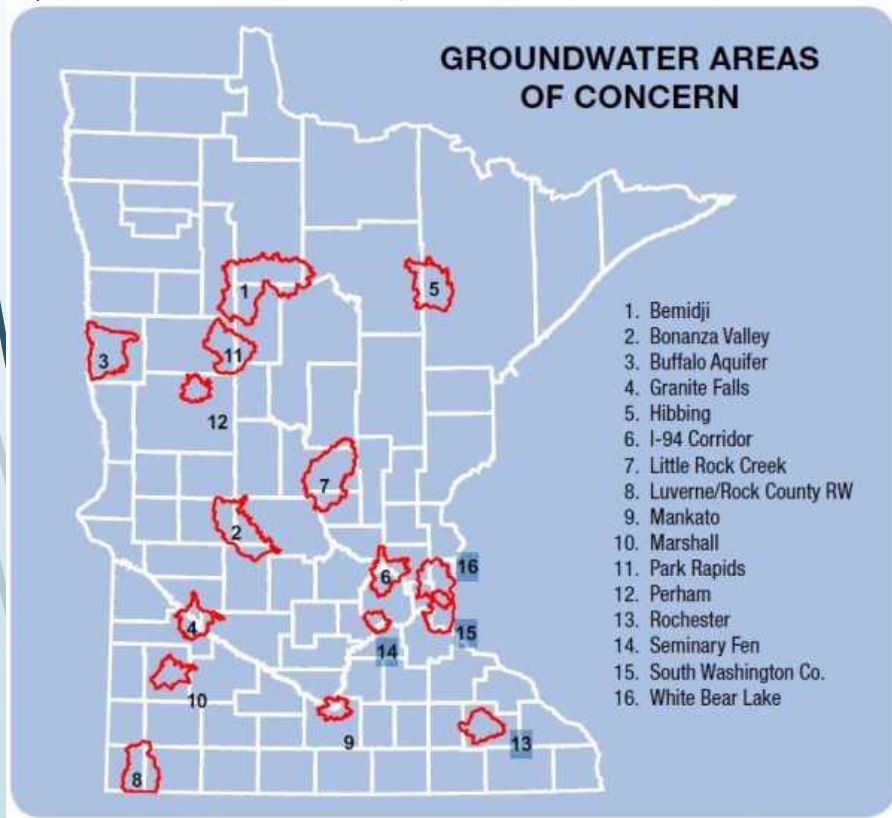 GROUNDWATER AREAS
OF CONCERN
1
5
3
11
12
7
2
6
16
4
15
14
10
9
13
8
1. Bemidji
2. Bonanza Valley
3. Buffalo Aquifer
4. Granite Falls
5. Hibbing
6. I-94 Corridor
7. Little Rock Creek
8. Luverne/Rock County RW
9. Mankato
10. Marshall
11. Park Rapids
12. Perham
13. Rochester
14. Seminary Fen
15. South Washington Co.
16. White Bear Lake